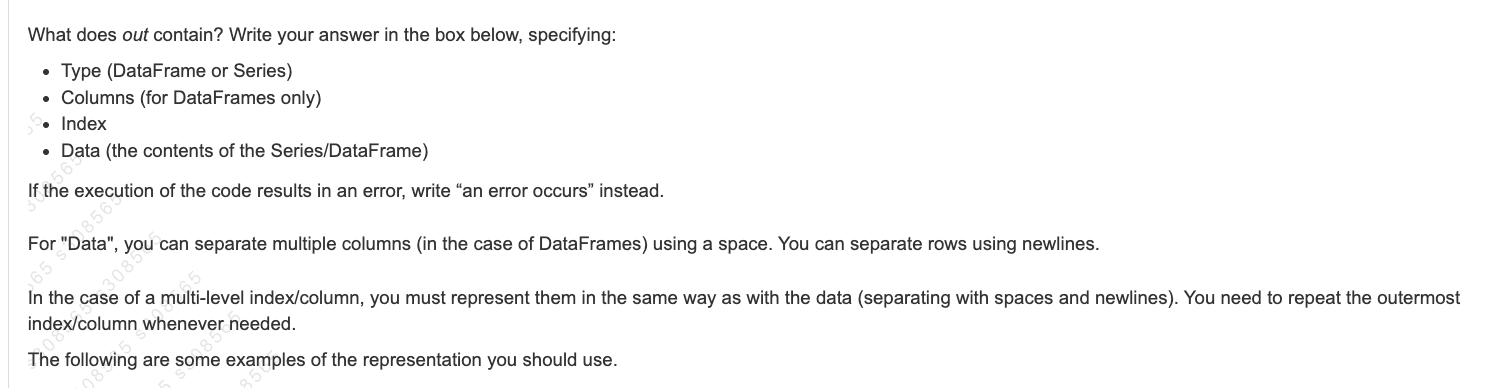 What does out contain? Write your answer in the box below, specifying:
• Type (DataFrame or Series)
• Columns (for DataFrames only)
• Index
• Data (the contents of the Series/DataFrame)
If the execution of the code results in an error, write “an error occurs” instead.
For "Data", you can separate multiple columns (in the case of DataFrames) using a space. You can separate rows using newlines.
In the case of a multi-level index/column, you must represent them in the same way as with the data (separating with spaces and newlines). You need to repeat the outermost
index/column whenever needed.
The following are some examples of the representation you should use.